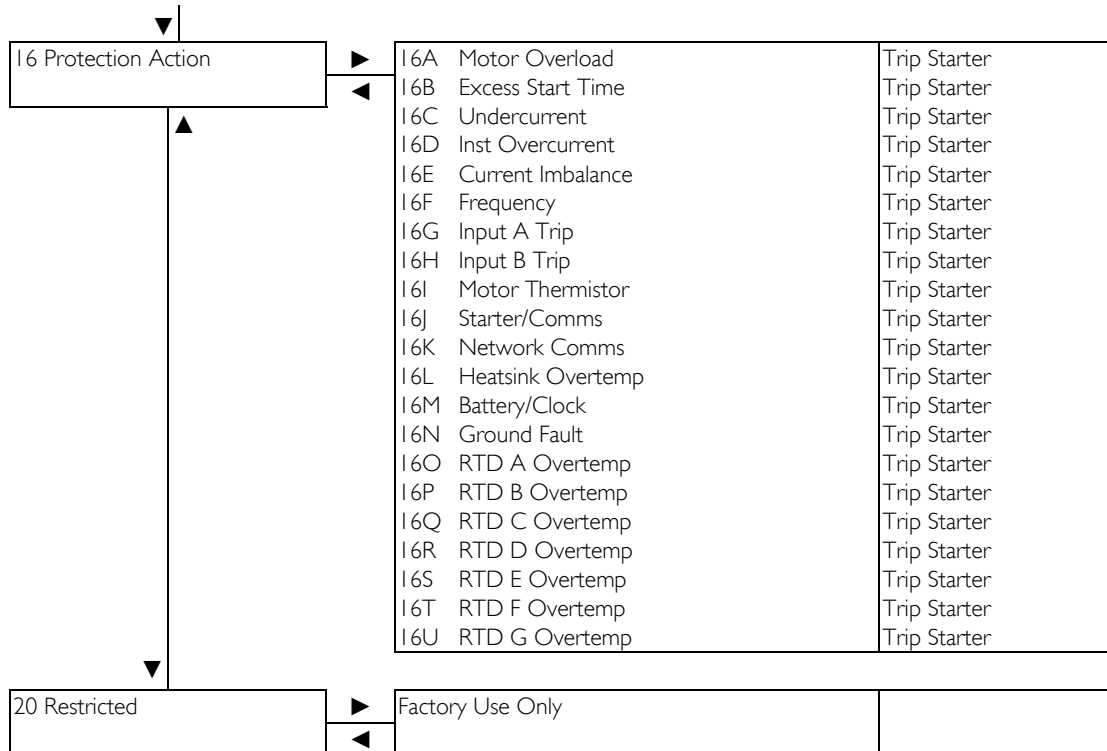 16 Protection Action
16A Motor Overload Trip Starter
16B Excess Start Time Trip Starter
16C Undercurrent Trip Starter
16D Inst Overcurrent Trip Starter
16E Current Imbalance Trip Starter
16F Frequency Trip Starter
16G Input A Trip Trip Starter
16H Input B Trip Trip Starter
16I Motor Thermistor Trip Starter
16J Starter/Comms Trip Starter
16K Network Comms Trip Starter
16L Heatsink Overtemp Trip Starter
16M Battery/Clock Trip Starter
16N Ground Fault Trip Starter
16O RTD A Overtemp Trip Starter
16P RTD B Overtemp Trip Starter
16Q RTD C Overtemp Trip Starter
16R RTD D Overtemp Trip Starter
16S RTD E Overtemp Trip Starter
16T RTD F Overtemp Trip Starter
16U RTD G Overtemp Trip Starter
20 Restricted
Factory Use Only